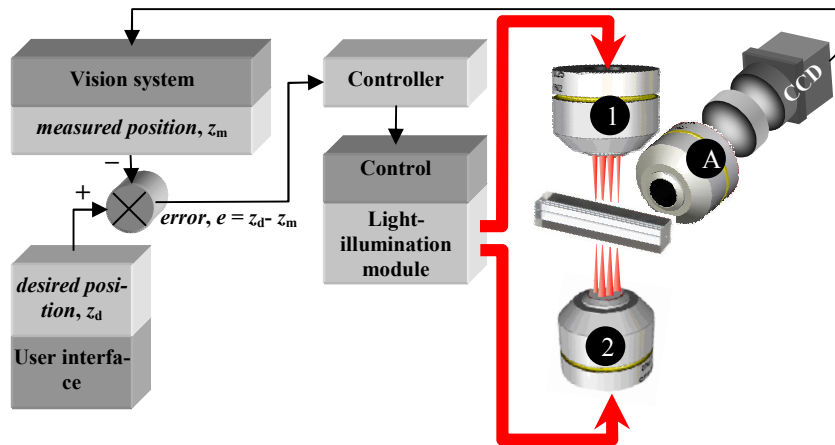 Vision system
measured position, zm
−
+
error, e = zd- zm
desired posi-
tion, zd
User interfa-
ce
Controller
Control
Light-
illumination
module
1
2
A
CCD